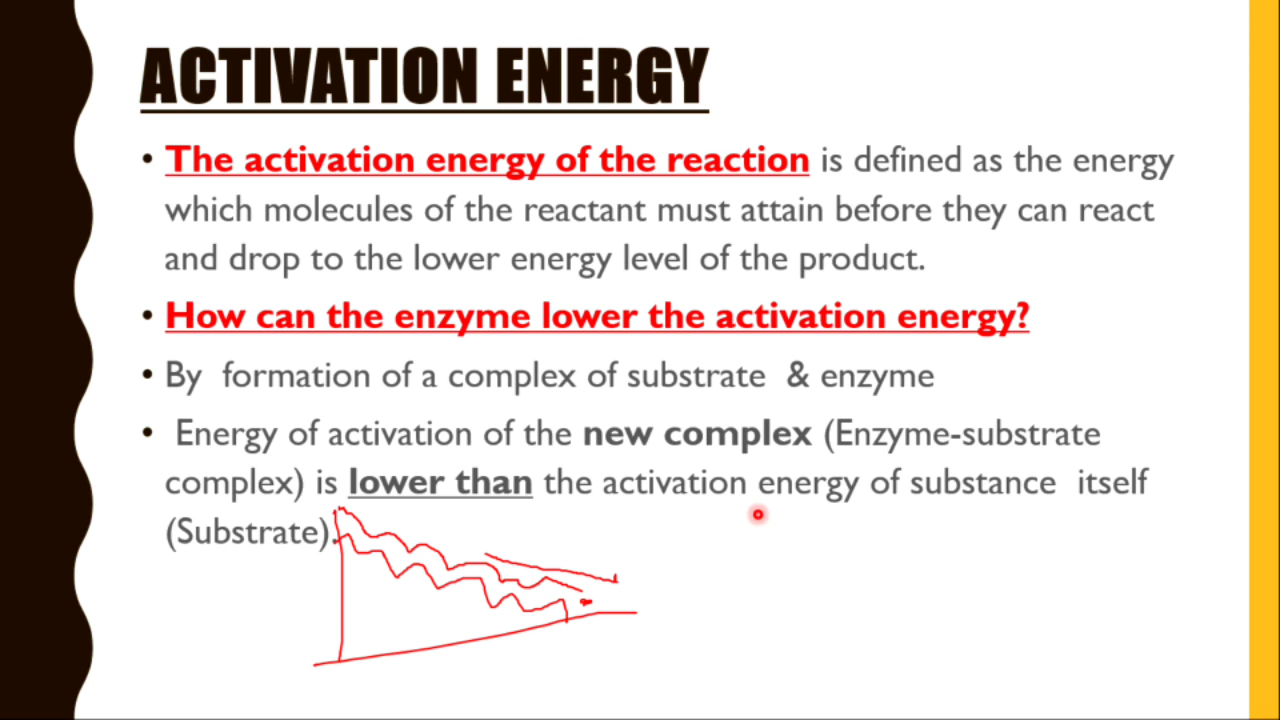 ACTIVATION ENERGY
• The activation energy of the reaction is defined as the energy
which molecules of the reactant must attain before they can react
and drop to the lower energy level of the product.
• How can the enzyme lower the activation energy?
• By formation of a complex of substrate & enzyme
• Energy of activation of the new complex (Enzyme-substrate
complex) is lower than the activation energy of substance itself
(Substrate).